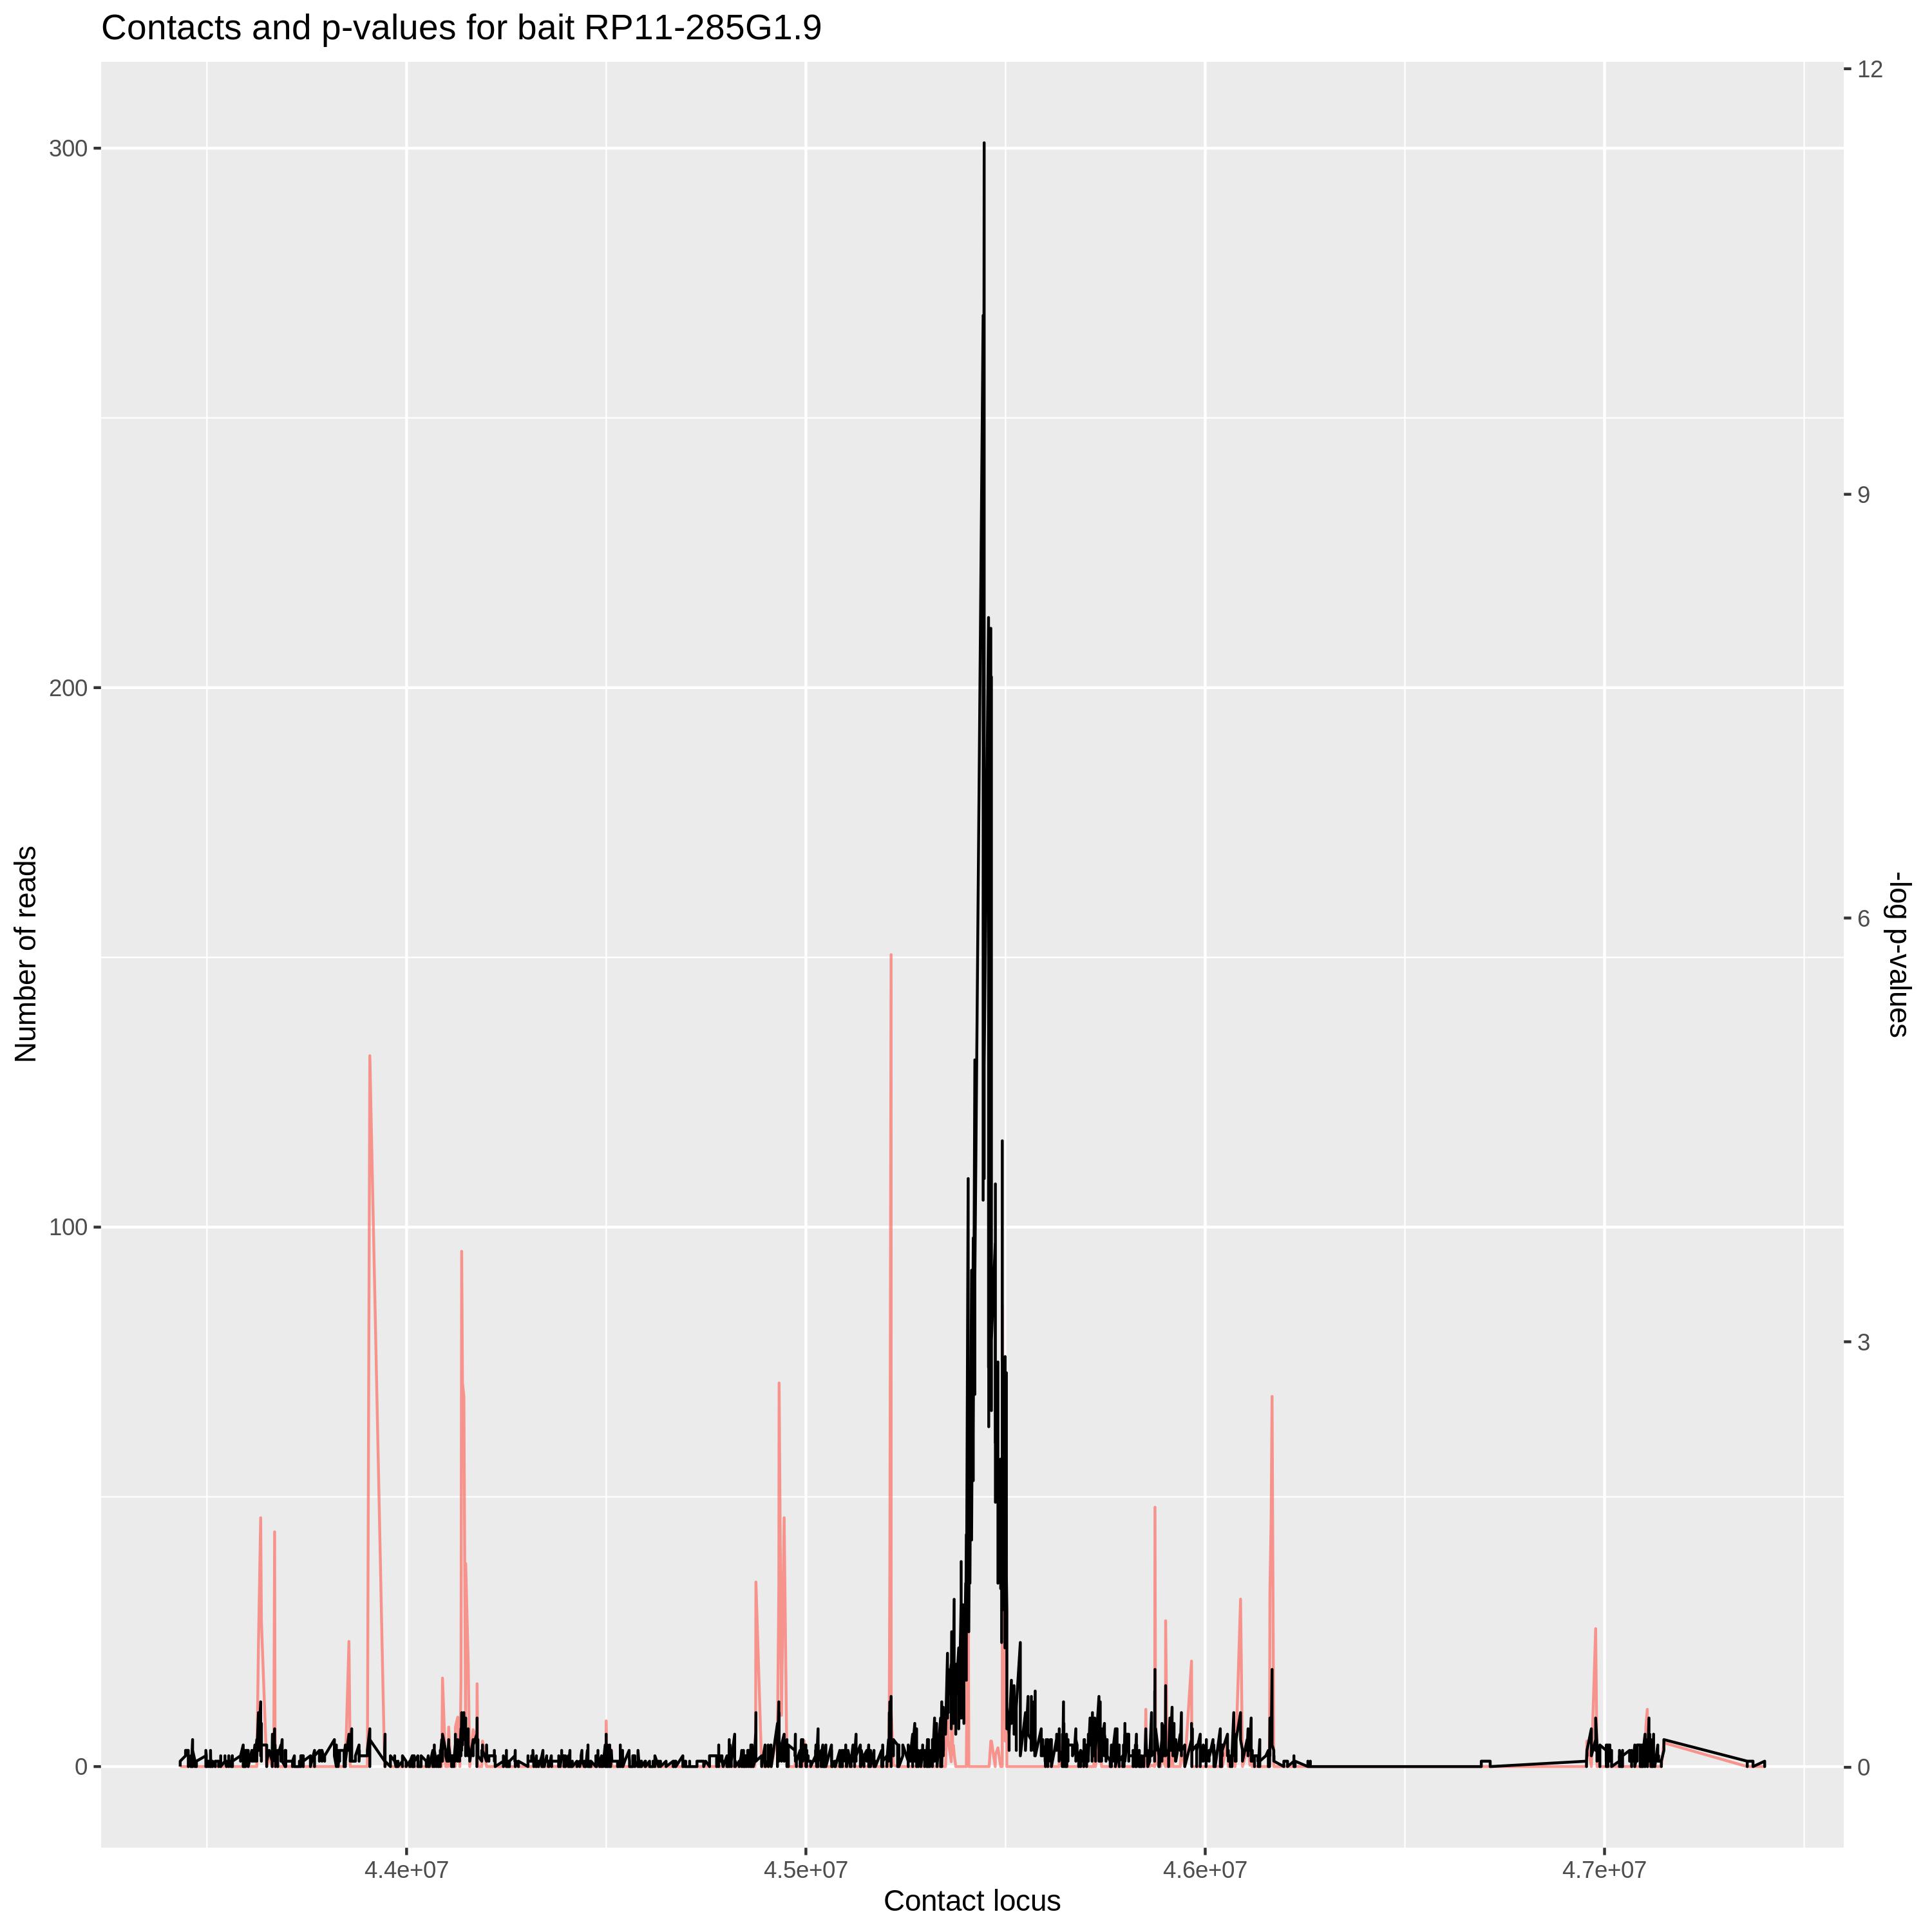 Contacts and p-values for bait RP11-285G1.9
12
300
9
200
6
Number of reads
-log p-values
100
3
0
0
4.4e+07
4.5e+07
4.6e+07
4.7e+07
Contact locus